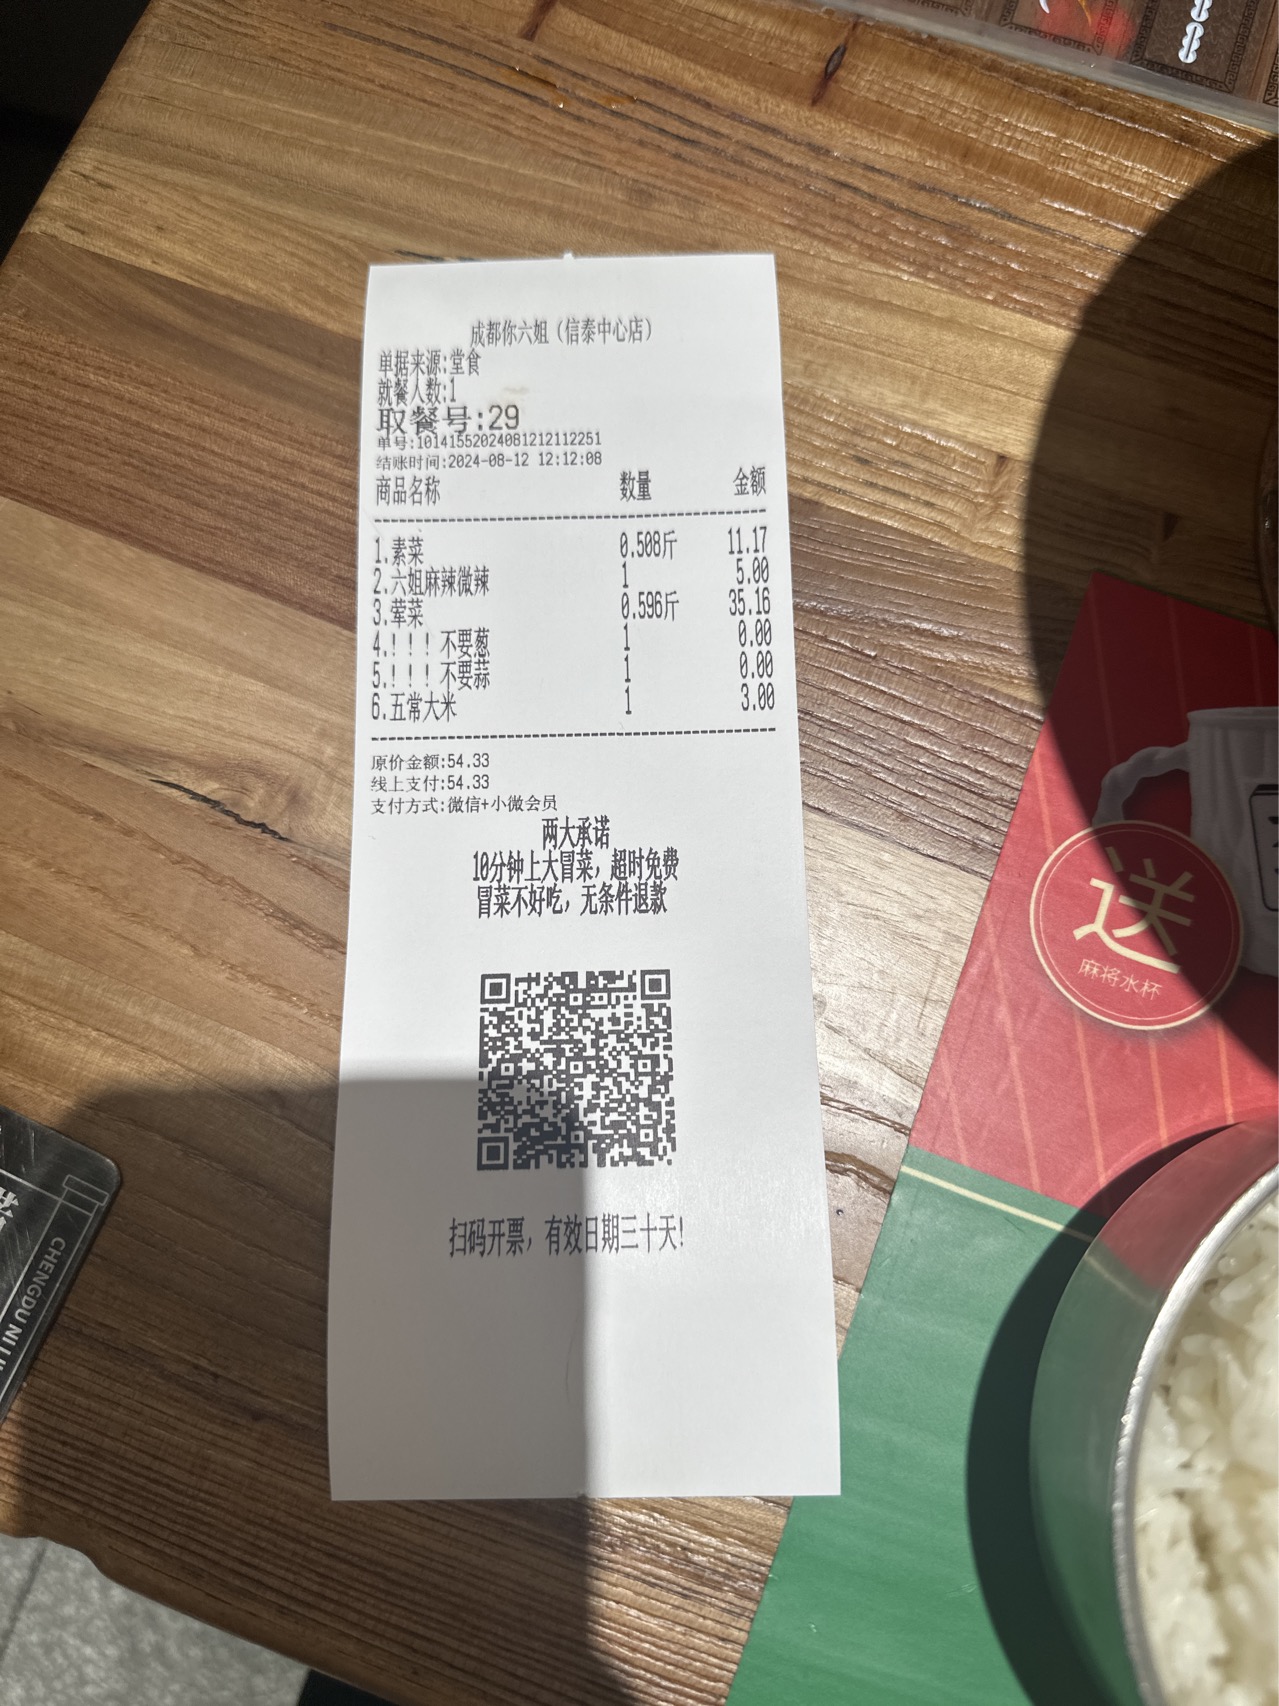 成都你六姐（信泰中心店）
单据来源:堂食
就餐人数:1
取餐号:29
单号:10141552024081212112251
结账时间:2024-08-12 12:12:08
商品名称 数量 金额
1.素菜 0.508斤 11.17
2.六姐麻辣微辣 1 5.00
3.荤菜 0.596斤 35.16
4.！！！不要葱 1 0.00
5.！！！不要蒜 1 0.00
6.五常大米 1 3.00
原价金额:54.33
线上支付:54.33
支付方式:微信+小微会员
两大承诺
10分钟上大冒菜，超时免费
冒菜不好吃，无条件退款
扫码开票，有效日期三十天!
送
麻将水杯
CHENGDU NI